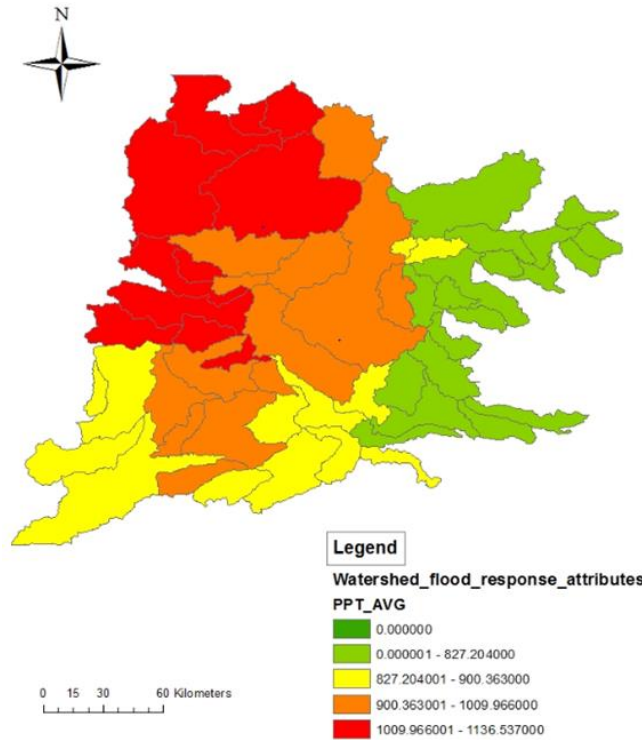 N
Legend
Watershed_flood_response_attributes
PPT_AVG
0.000000
0.000001 - 827.204000
827.204001 - 900.363000
900.363001 - 1009.966000
1009.966001 - 1136.537000
0 15 30 60 Kilometers